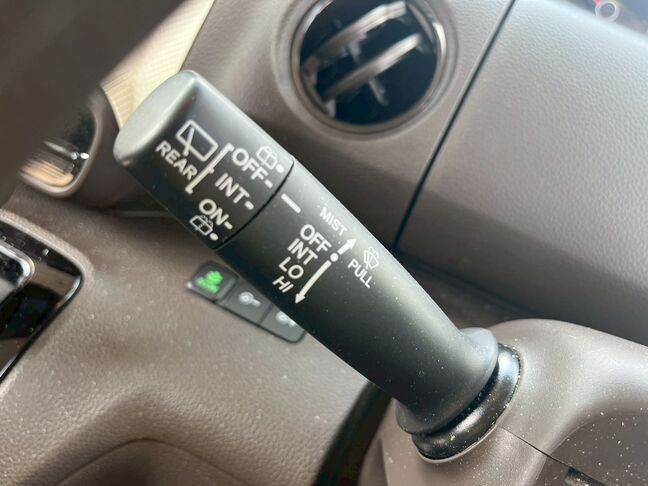 REAR
OFF-
INT-
ON-
MIST
OFF
INT
LO
HI
PULL